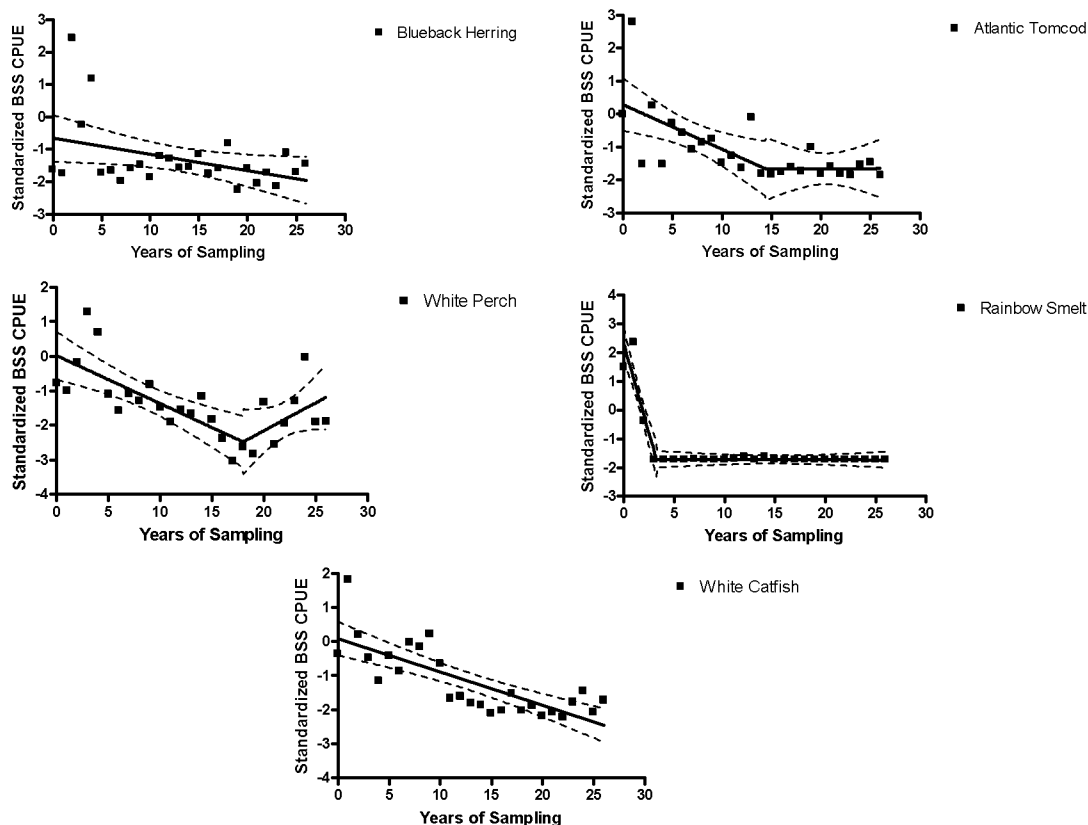 Blueback Herring
Standardized BSS CPUE
3
2
1
0
-1
-2
-3
0 5 10 15 20 25 30
Years of Sampling
Atlantic Tomcod
Standardized BSS CPUE
3
2
1
0
-1
-2
-3
0 5 10 15 20 25 30
Years of Sampling
White Perch
Standardized BSS CPUE
2
1
0
-1
-2
-3
-4
0 5 10 15 20 25 30
Years of Sampling
Rainbow Smelt
Standardized BSS CPUE
4
3
2
1
0
-1
-2
-3
0 5 10 15 20 25 30
Years of Sampling
White Catfish
Standardized BSS CPUE
2
1
0
-1
-2
-3
-4
0 5 10 15 20 25 30
Years of Sampling